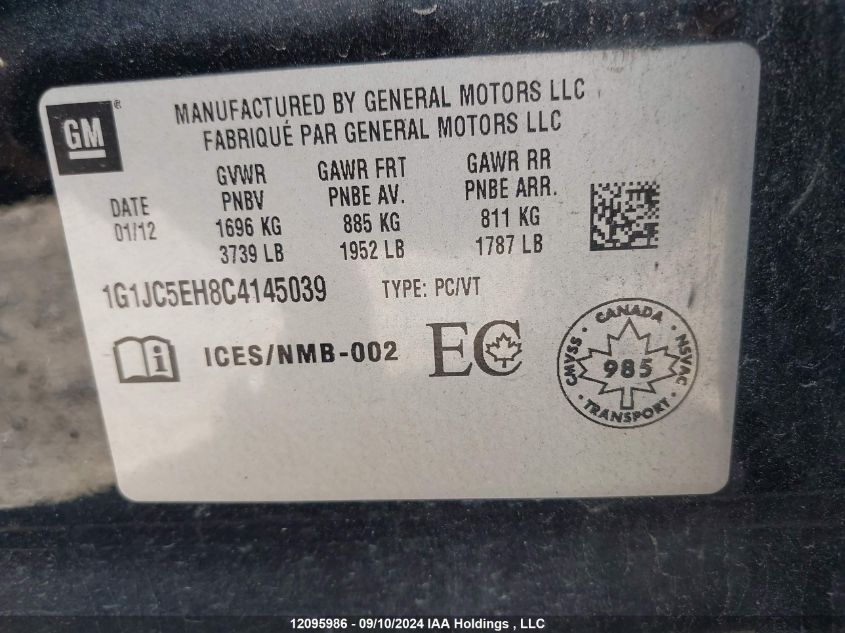 GM ®
MANUFACTURED BY GENERAL MOTORS LLC
FABRIQUÉ PAR GENERAL MOTORS LLC
DATE
01/12
GVWR
PNBV
1696 KG
3739 LB
GAWR FRT
PNBE AV.
885 KG
1952 LB
GAWR RR
PNBE ARR.
811 KG
1787 LB
1G1JC5EH8C4145039 TYPE: PC/VT
i ICES/NMB-002 EC
CANADA
CMVSS 985 NSVAC
TRANSPORT
12095986 - 09/10/2024 IAA Holdings , LLC